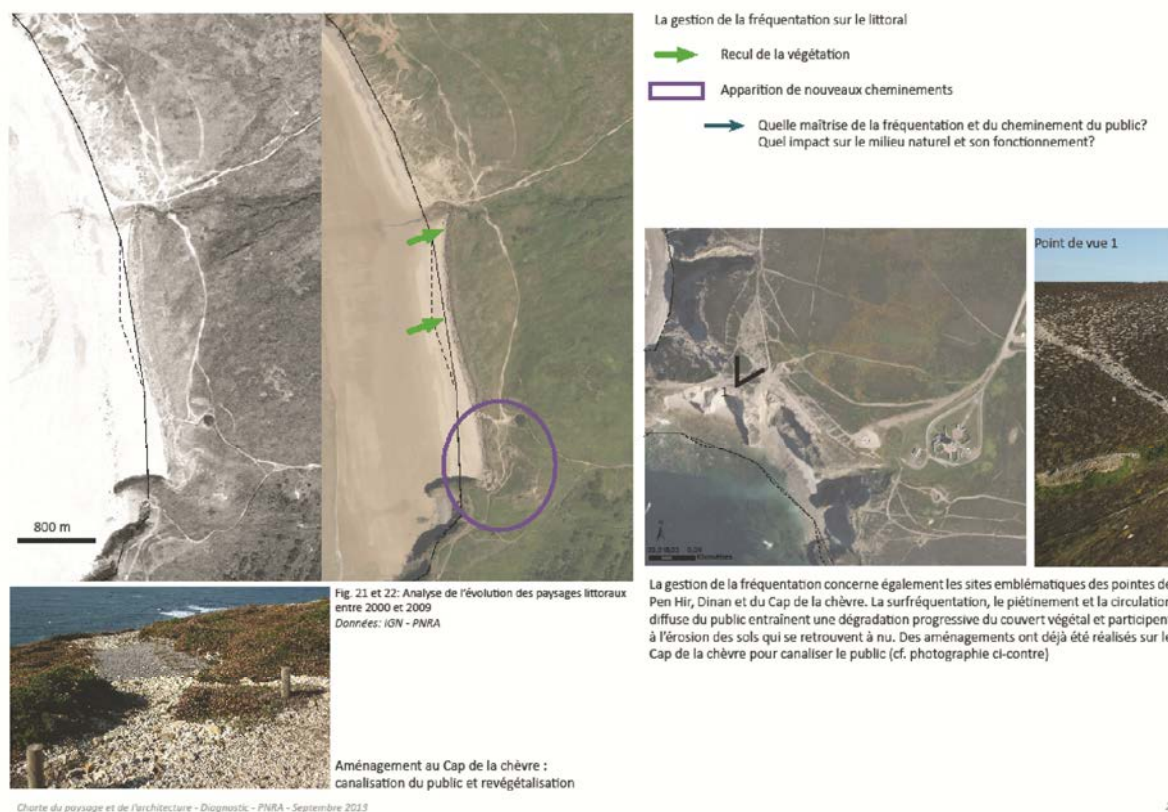 La gestion de la fréquentation sur le littoral
Recul de la végétation
Apparition de nouveaux cheminements
Quelle maîtrise de la fréquentation et du cheminement du public?
Quel impact sur le milieu naturel et son fonctionnement?
800 m
Point de vue 1
1
Fig. 21 et 22: Analyse de l'évolution des paysages littoraux
entre 2000 et 2009
Données: IGN - PNRA
La gestion de la fréquentation concerne également les sites emblématiques des pointes de
Pen Hir, Dinan et du Cap de la chèvre. La surfréquentation, le piétinement et la circulation
diffuse du public entraînent une dégradation progressive du couvert végétal et participent
à l'érosion des sols qui se retrouvent à nu. Des aménagements ont déjà été réalisés sur le
Cap de la chèvre pour canaliser le public (cf. photographie ci-contre)
Aménagement au Cap de la chèvre :
canalisation du public et revégétalisation
Charte du paysage et de l'architecture - Diagnostic - PNRA - Septembre 2013